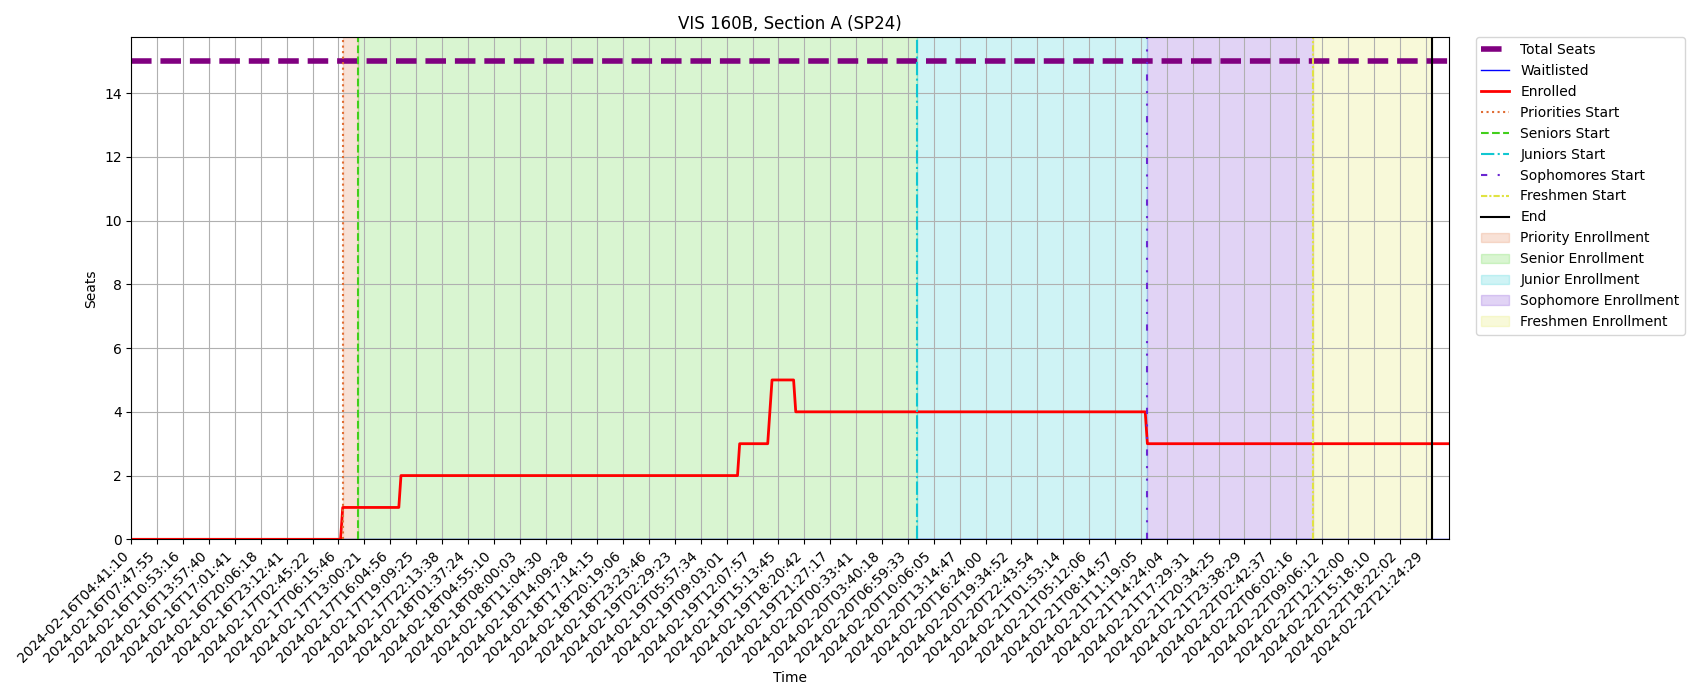 VIS 160B, Section A (SP24)
Seats
14
12
10
8
6
4
2
0
2024-02-16T04:41:10
2024-02-16T07:47:55
2024-02-16T10:53:16
2024-02-16T13:57:40
2024-02-16T17:01:41
2024-02-16T20:06:18
2024-02-16T23:12:41
2024-02-17T02:45:22
2024-02-17T06:15:46
2024-02-17T13:00:21
2024-02-17T16:04:56
2024-02-17T19:09:25
2024-02-17T22:13:38
2024-02-18T01:37:24
2024-02-18T04:55:10
2024-02-18T08:00:03
2024-02-18T11:04:30
2024-02-18T14:09:28
2024-02-18T17:14:15
2024-02-18T20:19:06
2024-02-18T23:23:46
2024-02-19T02:29:23
2024-02-19T05:57:34
2024-02-19T09:03:01
2024-02-19T12:07:57
2024-02-19T15:13:45
2024-02-19T18:20:42
2024-02-19T21:27:17
2024-02-20T00:33:41
2024-02-20T03:40:18
2024-02-20T06:59:33
2024-02-20T10:06:05
2024-02-20T13:14:47
2024-02-20T16:24:00
2024-02-20T19:34:52
2024-02-20T22:43:54
2024-02-21T01:53:14
2024-02-21T05:12:06
2024-02-21T08:14:57
2024-02-21T11:19:05
2024-02-21T14:24:04
2024-02-21T17:29:31
2024-02-21T20:34:25
2024-02-21T23:38:29
2024-02-22T02:42:37
2024-02-22T06:02:16
2024-02-22T09:06:12
2024-02-22T12:12:00
2024-02-22T15:18:10
2024-02-22T18:22:02
2024-02-22T21:24:29
Time
Total Seats
Waitlisted
Enrolled
Priorities Start
Seniors Start
Juniors Start
Sophomores Start
Freshmen Start
End
Priority Enrollment
Senior Enrollment
Junior Enrollment
Sophomore Enrollment
Freshmen Enrollment